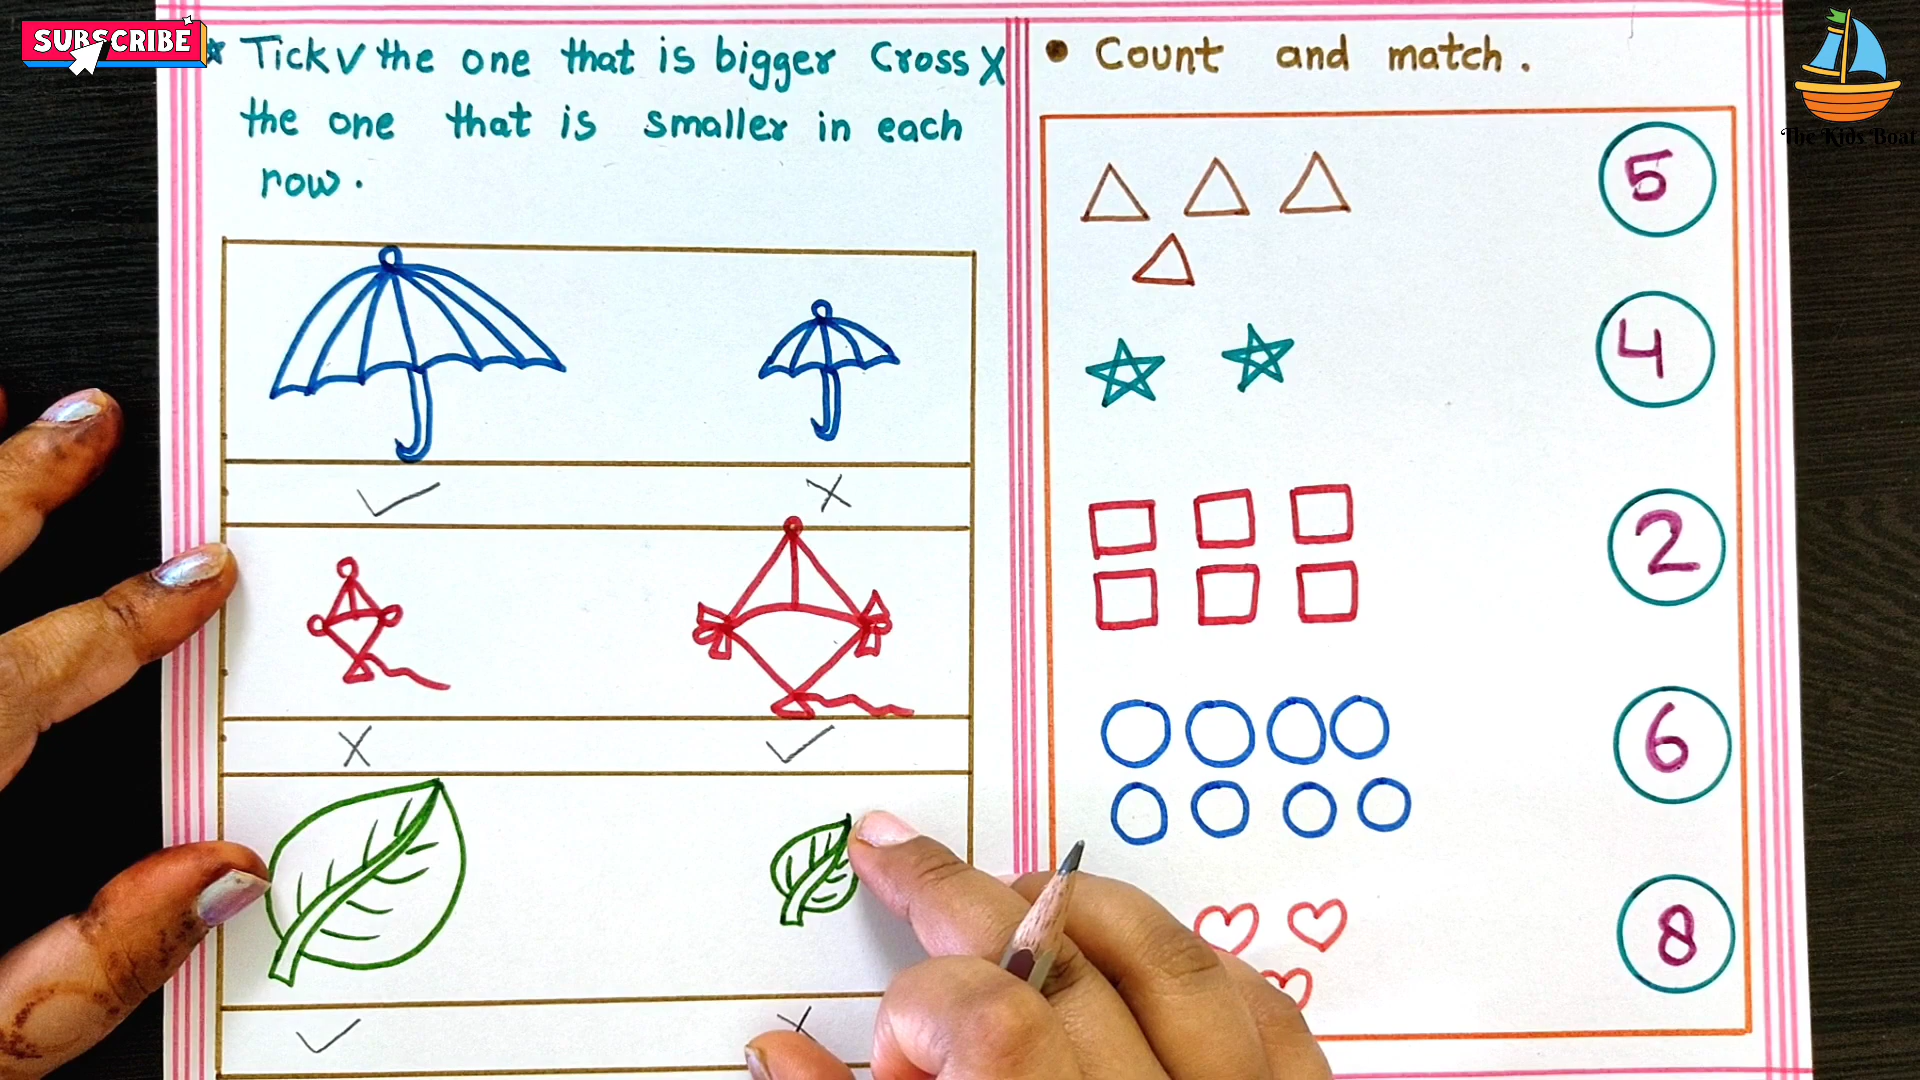 SUBSCRIBE
Tick √ the one that is bigger Cross X
the one that is smaller in each
row.
Count and match.
5
4
2
6
8
The Kids Boat